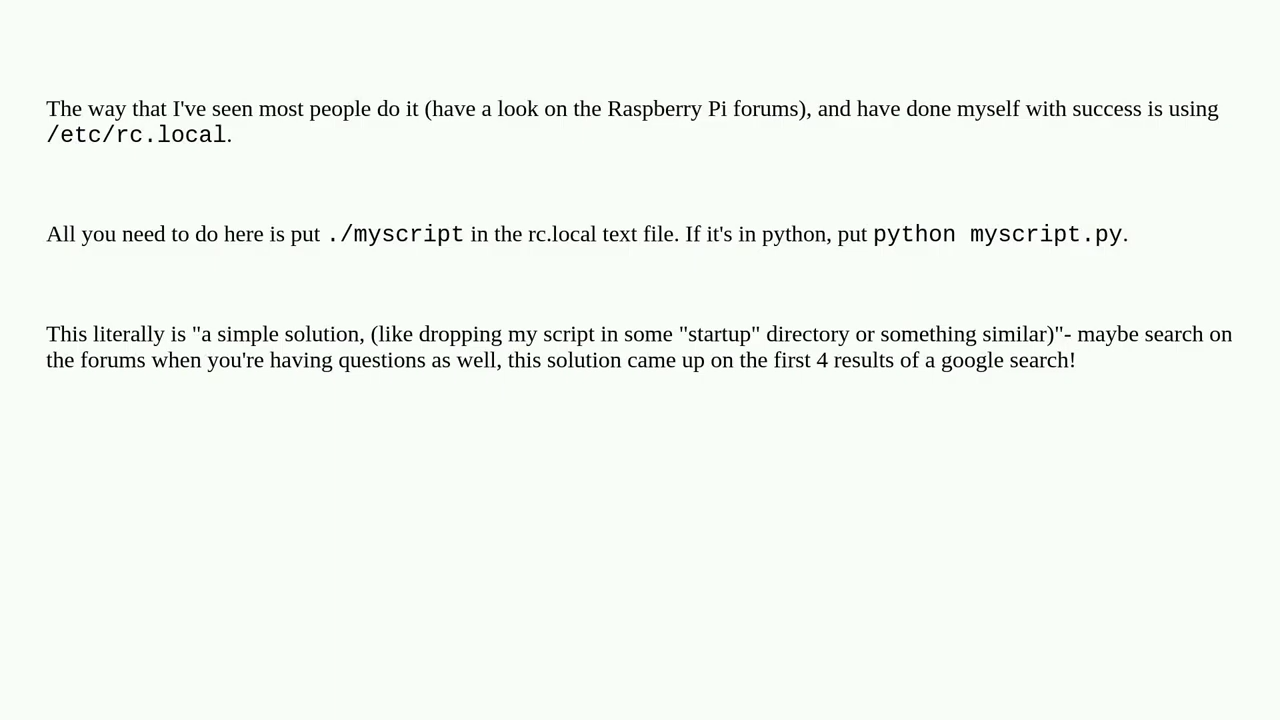 The way that I've seen most people do it (have a look on the Raspberry Pi forums), and have done myself with success is using
/etc/rc.local.
All you need to do here is put ./myscript in the rc.local text file. If it's in python, put python myscript.py.
This literally is "a simple solution, (like dropping my script in some "startup" directory or something similar)"- maybe search on
the forums when you're having questions as well, this solution came up on the first 4 results of a google search!